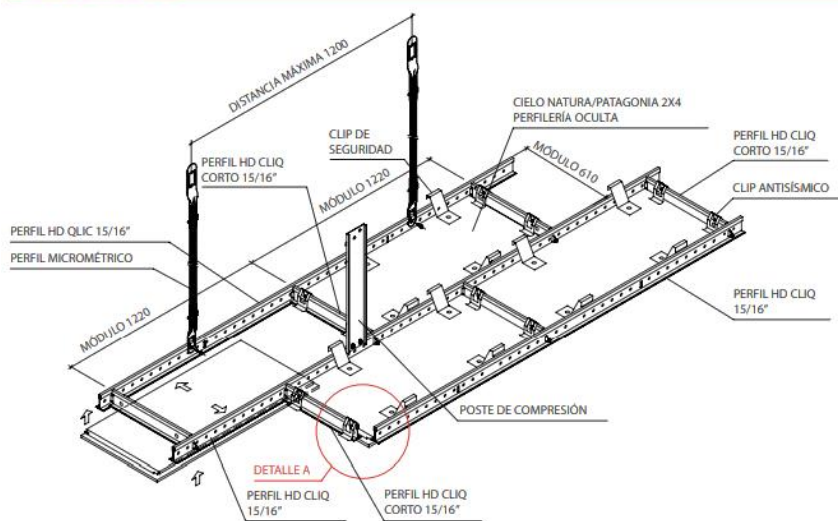 DISTANCIA MÁXIMA 1200
CIELO NATURA/PATAGONIA 2X4
PERFILERÍA OCULTA
CLIP DE
SEGURIDAD
MÓDULO 610
PERFIL HD CLIQ
CORTO 15/16"
PERFIL HD CLIQ
CORTO 15/16"
CLIP ANTISÍSMICO
MÓDULO 1220
PERFIL HD QLIC 15/16"
PERFIL MICROMÉTRICO
MÓDULO 1220
PERFIL HD CLIQ
15/16"
POSTE DE COMPRESIÓN
DETALLE A
PERFIL HD CLIQ
15/16"
PERFIL HD CLIQ
CORTO 15/16"